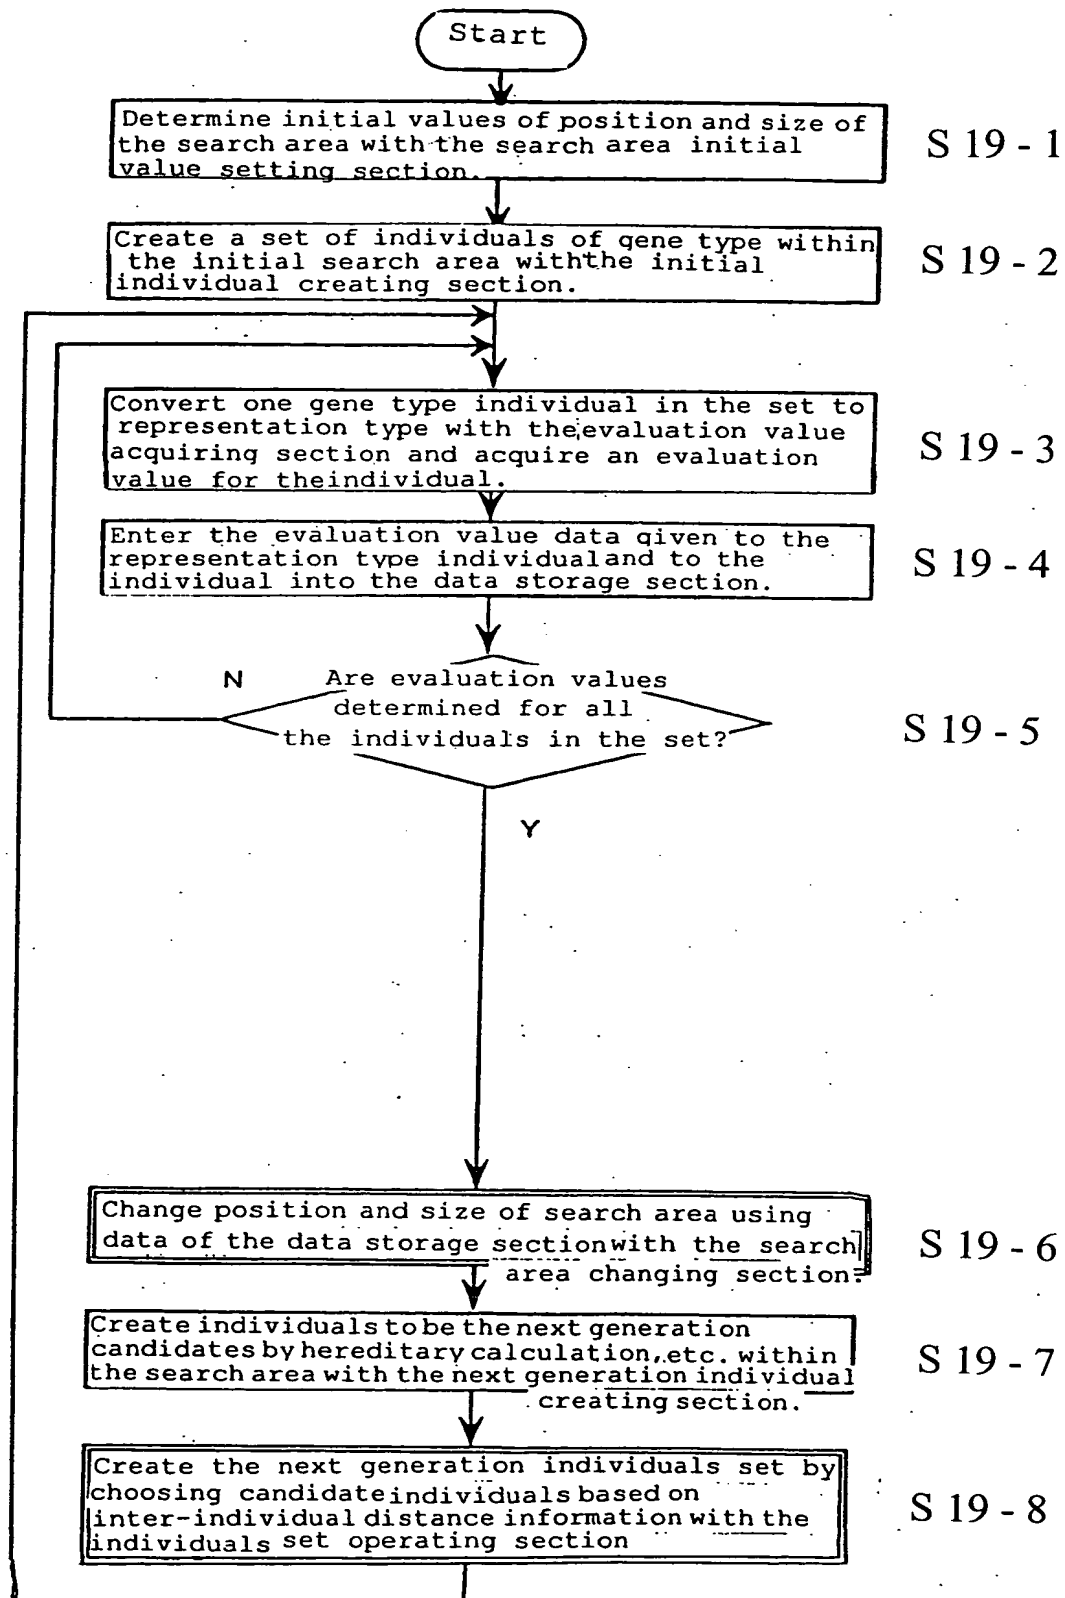 Start
Determine initial values of position and size of
the search area with the search area initial
value setting section.
S 19 - 1
Create a set of individuals of gene type within
the initial search area with the initial
individual creating section.
S 19 - 2
Convert one gene type individual in the set to
representation type with the evaluation value
acquiring section and acquire an evaluation
value for the individual.
S 19 - 3
Enter the evaluation value data given to the
representation type individual and to the
individual into the data storage section.
S 19 - 4
N
Are evaluation values
determined for all
the individuals in the set?
S 19 - 5
Y
Change position and size of search area using
data of the data storage section with the search
area changing section.
S 19 - 6
Create individuals to be the next generation
candidates by hereditary calculation, etc. within
the search area with the next generation individual
creating section.
S 19 - 7
Create the next generation individuals set by
choosing candidate individuals based on
inter-individual distance information with the
individuals set operating section
S 19 - 8